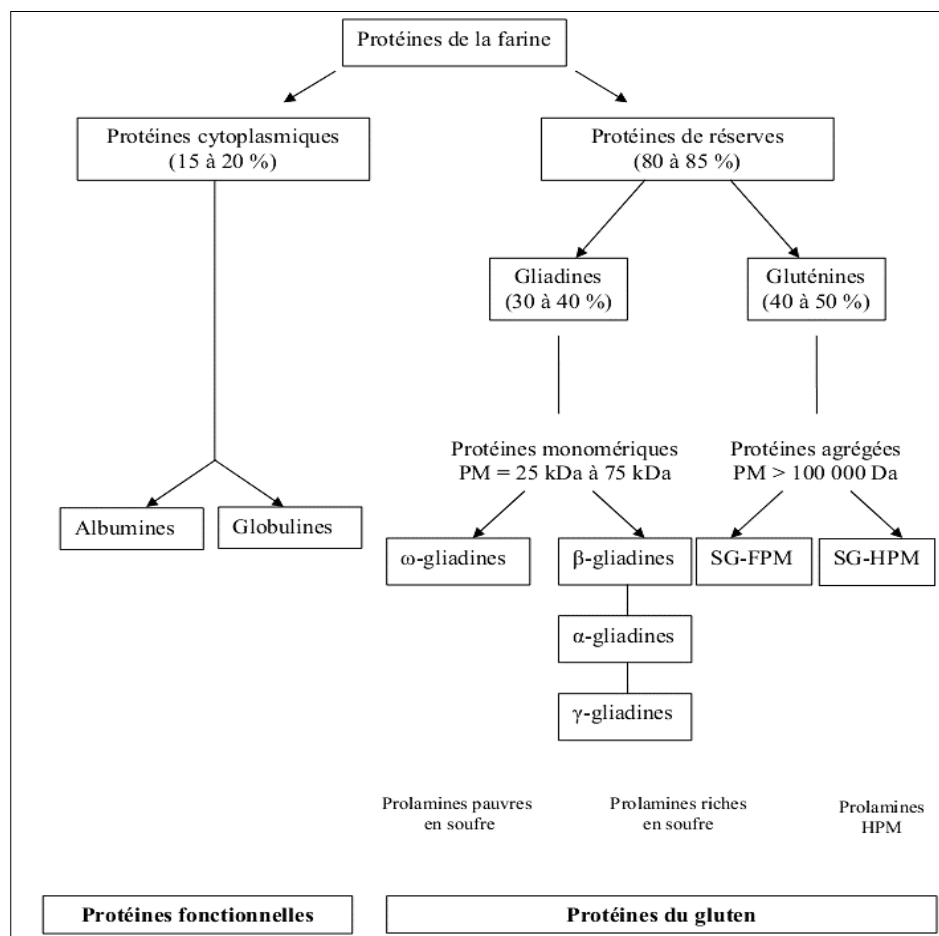 Protéines de la farine
Protéines cytoplasmiques
(15 à 20 %)
Protéines de réserves
(80 à 85 %)
Gliadines
(30 à 40 %)
Gluténines
(40 à 50 %)
Protéines monomériques
PM = 25 kDa à 75 kDa
Protéines agrégées
PM > 100 000 Da
Albumines
Globulines
ω-gliadines
β-gliadines
SG-FPM
SG-HPM
α-gliadines
γ-gliadines
Prolamines pauvres
en soufre
Prolamines riches
en soufre
Prolamines
HPM
Protéines fonctionnelles
Protéines du gluten